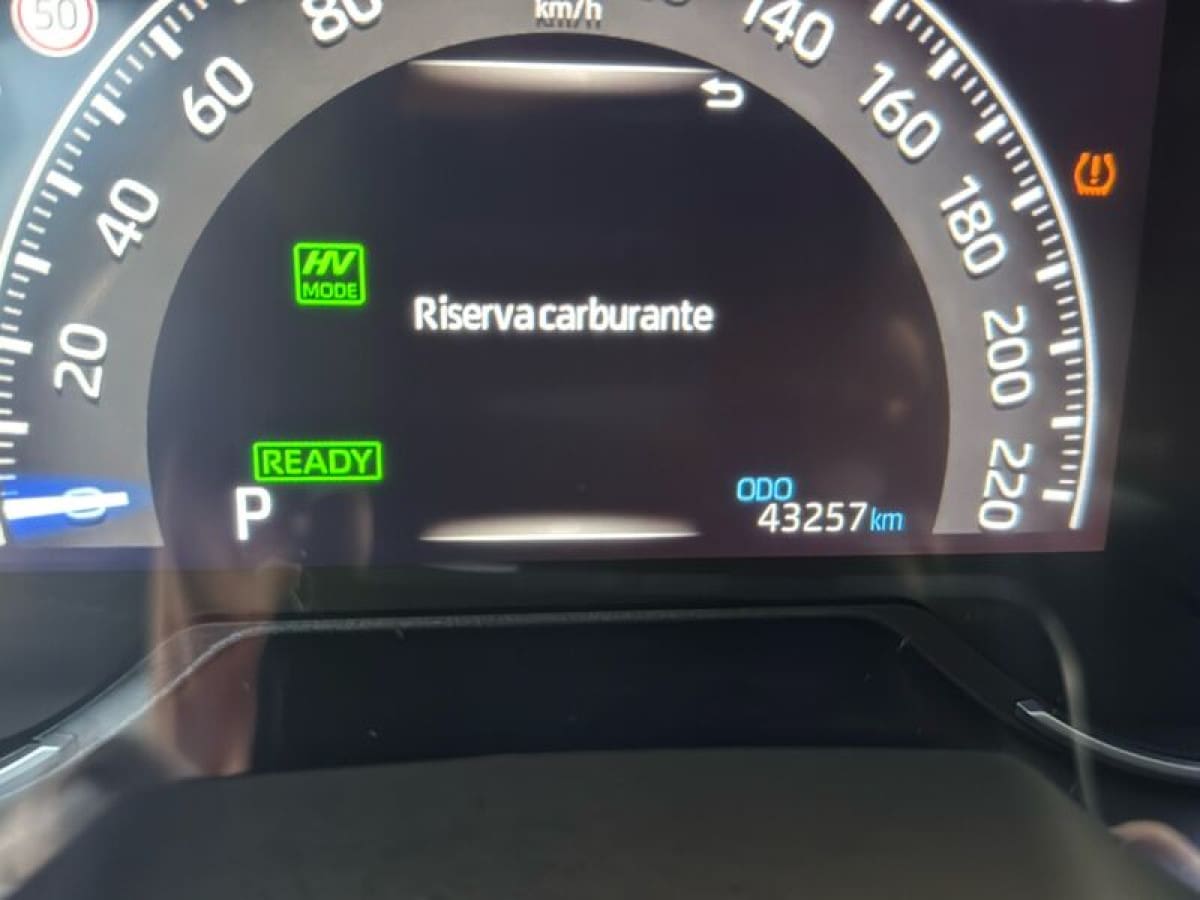 50
km/h
20
40
60
80
140
160
180
200
220
HV
MODE
Riserva carburante
READY
P
ODO
43257 km